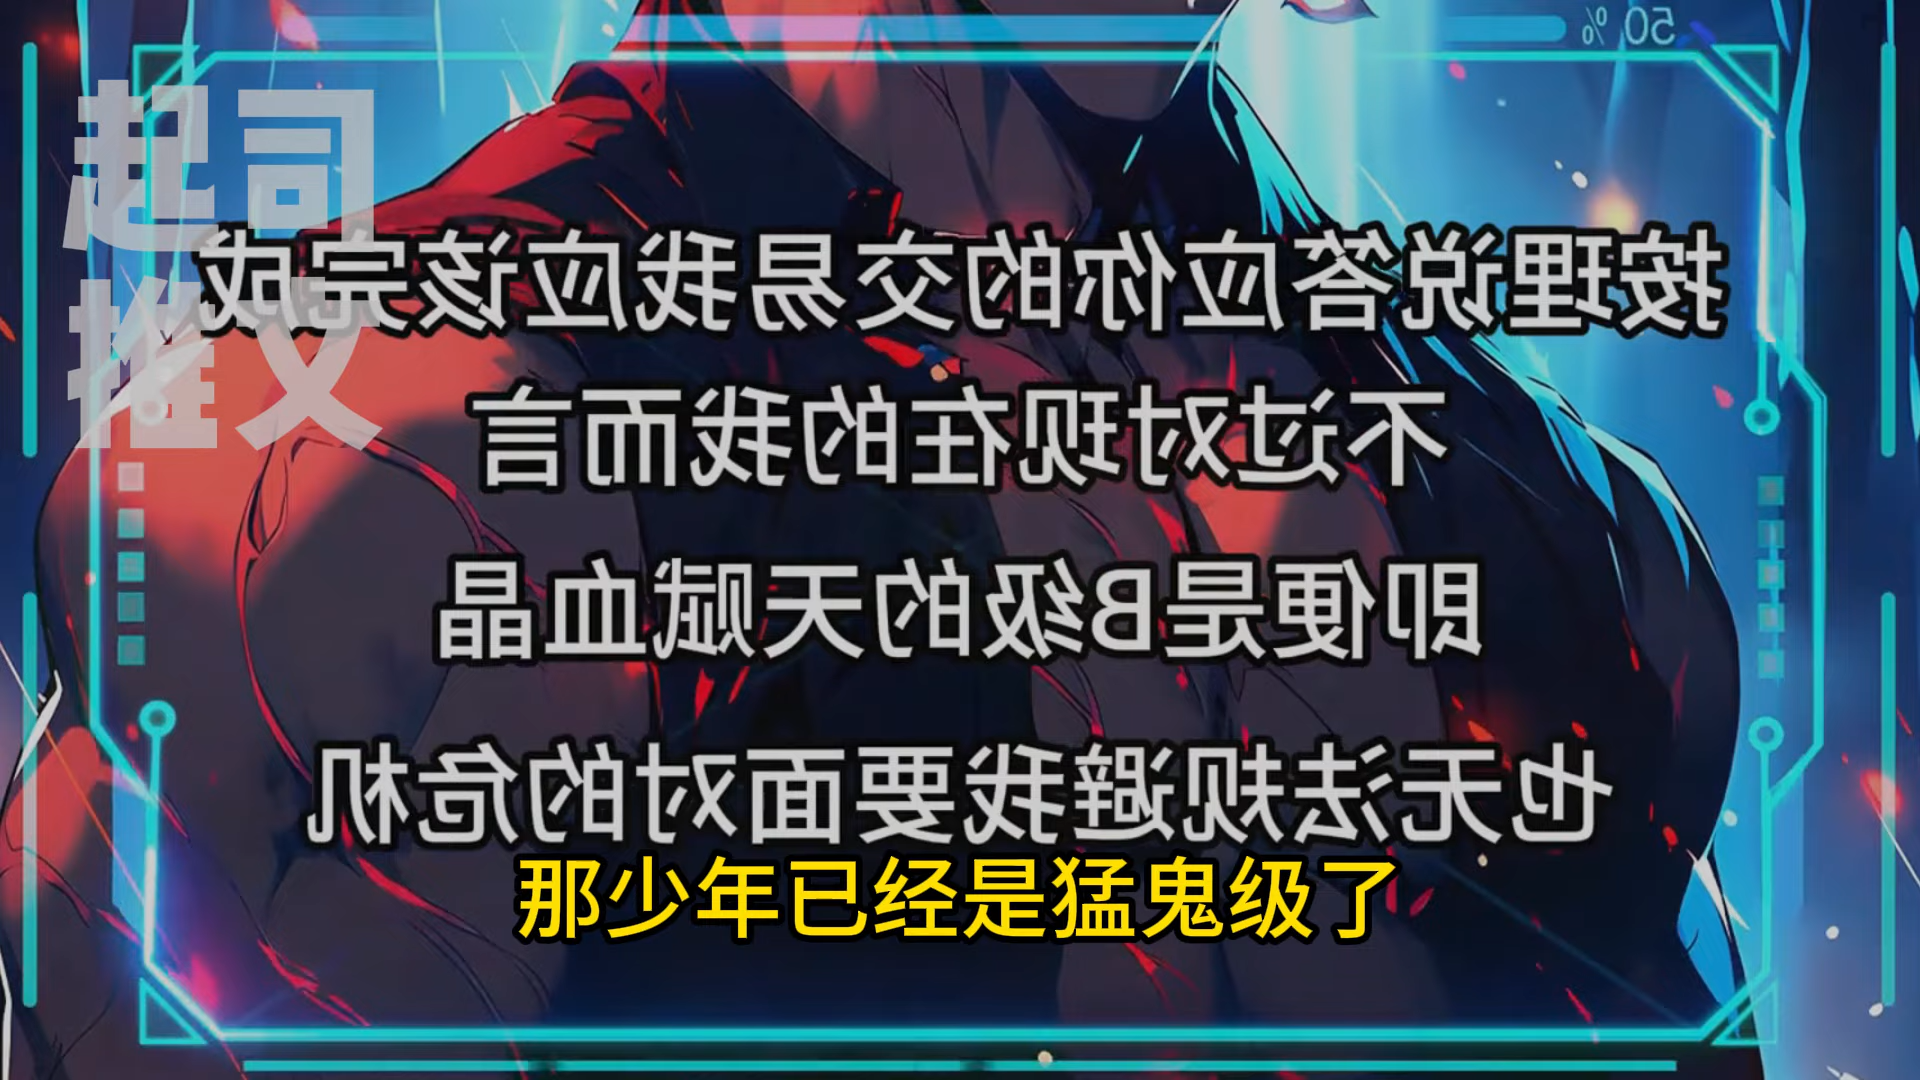 50 %
起司
推文
按理说答应你的交易我应该完成
不过对现在的我而言
即便是B级的天赋血晶
也无法规避我要面对的危机
那少年已经是猛鬼级了